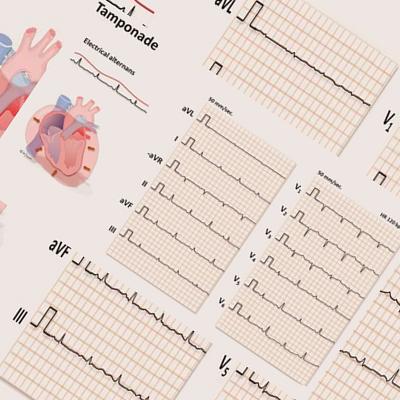 Tamponade
Electrical alternans
aVL
V1
50 mm/sec.
aVL
I
-aVR
II
aVF
III
50 mm/sec.
V1
V2
V3
V4
V5
V6
HR 120
aVF
III
V5